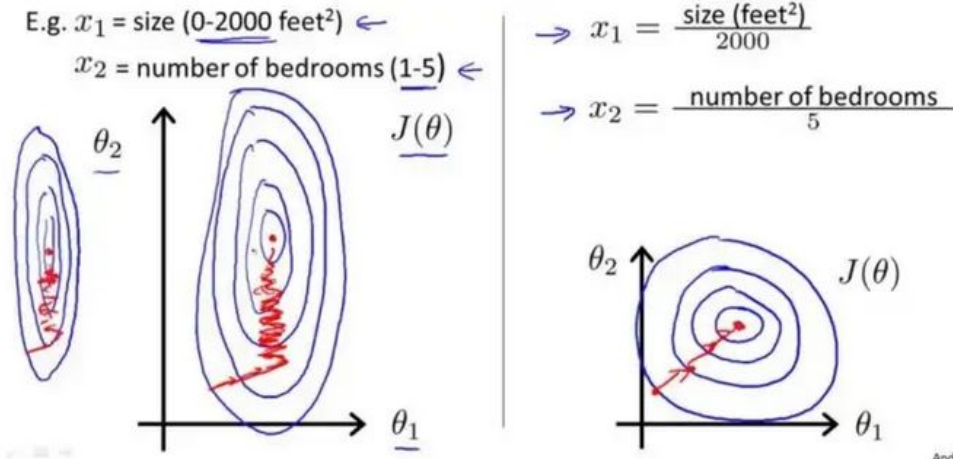 E.g. x₁ = size (0-2000 feet²)
x₂ = number of bedrooms (1-5)
θ₂
J(θ)
θ₁
x₁ = size (feet²) / 2000
x₂ = number of bedrooms / 5
θ₂
J(θ)
θ₁
And